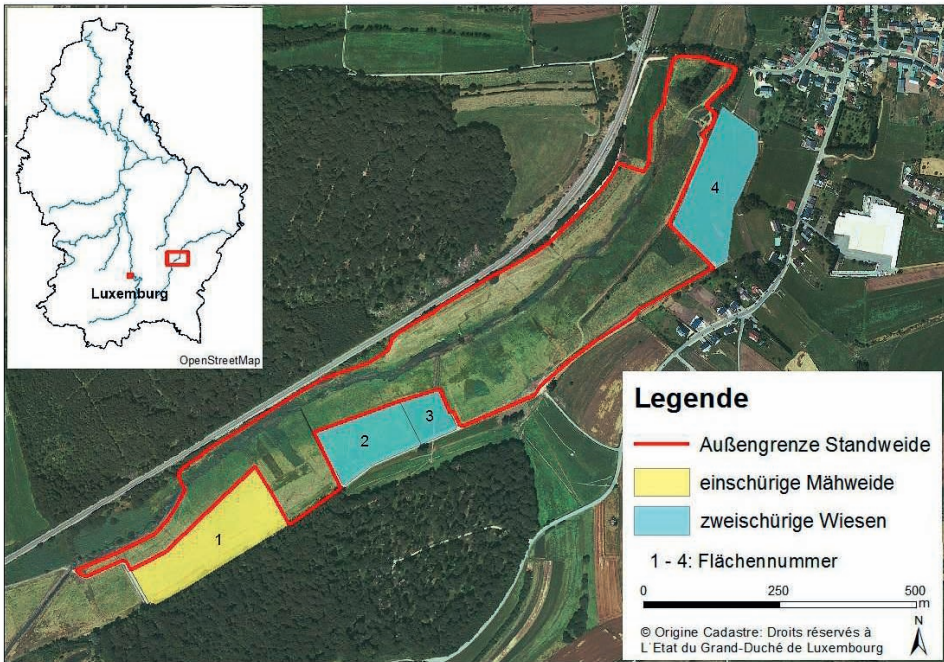 Luxemburg
OpenStreetMap
4
2
3
1
Legende
Außengrenze Standweide
einschürige Mähweide
zweischürige Wiesen
1 - 4: Flächennummer
0 250 500
m
N
© Origine Cadastre: Droits réservés à
L´Etat du Grand-Duché de Luxembourg